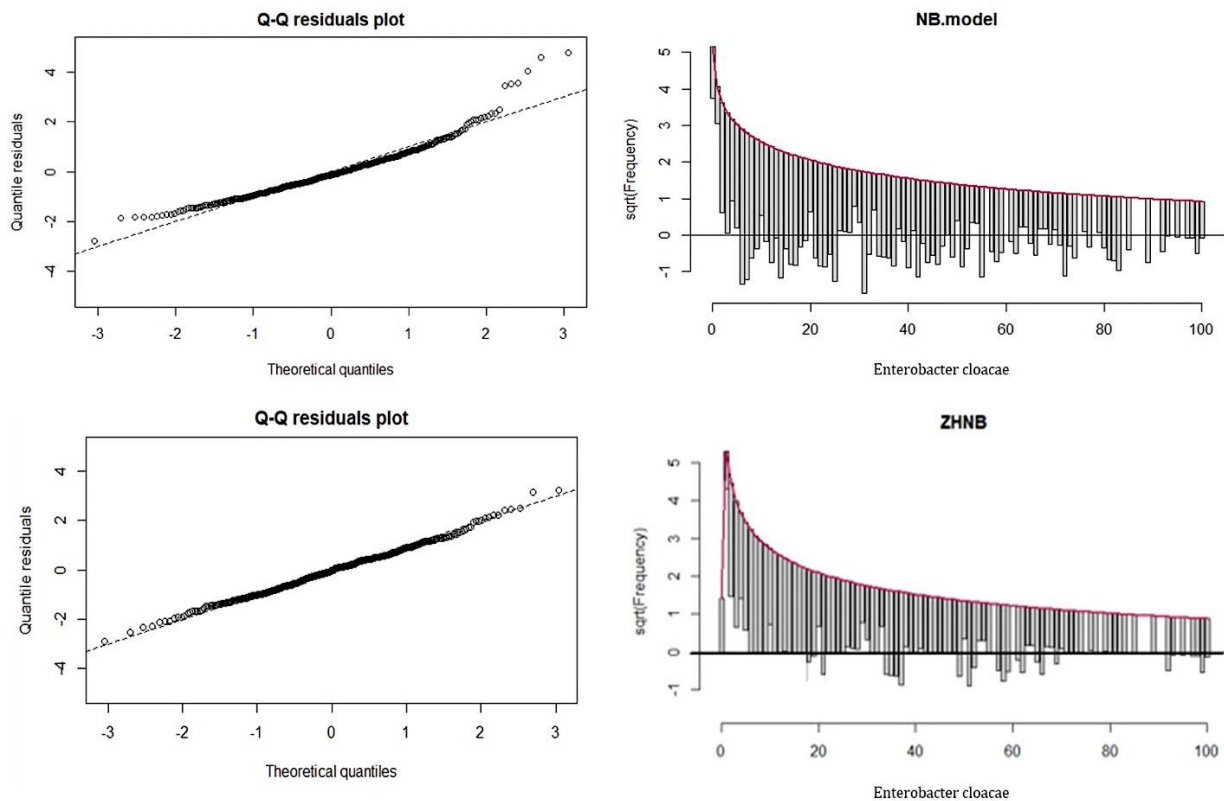 Q-Q residuals plot
Quantile residuals
4
2
0
-2
-4
-3 -2 -1 0 1 2 3
Theoretical quantiles
NB.model
sqrt(Frequency)
5
4
3
2
1
0
-1
0 20 40 60 80 100
Enterobacter cloacae
Q-Q residuals plot
Quantile residuals
4
2
0
-2
-4
-3 -2 -1 0 1 2 3
Theoretical quantiles
ZHNB
sqrt(Frequency)
5
4
3
2
1
0
-1
0 20 40 60 80 100
Enterobacter cloacae